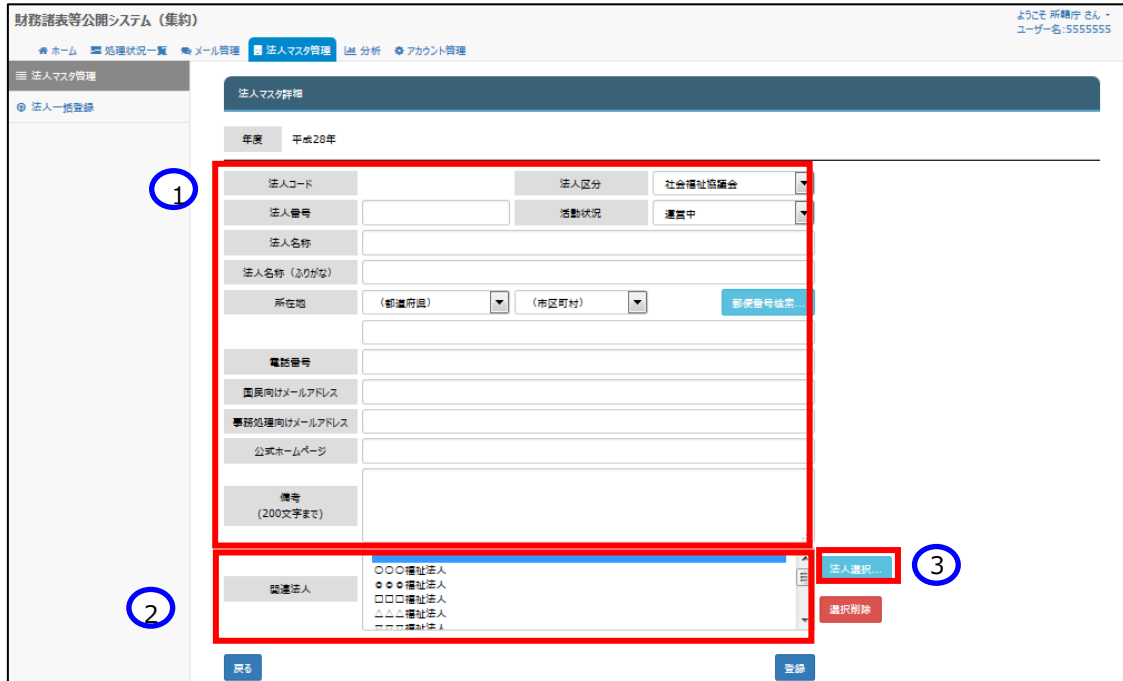 財務諸表等公開システム（集約）
ようこそ 所轄庁 さん
ユーザー名:5555555
ホーム 処理状況一覧 メール管理 法人マスタ管理 分析 アカウント管理
法人マスタ管理
法人一括登録
法人マスタ詳細
年度 平成28年
1
法人コード 法人区分 社会福祉協議会
法人番号 活動状況 運営中
法人名称
法人名称（ふりがな）
所在地 （都道府県） （市区町村） 郵便番号検索...
電話番号
国民向けメールアドレス
事務処理向けメールアドレス
公式ホームページ
備考
(200文字まで)
○○○福祉法人
◎◎◎福祉法人
□□□福祉法人
△△△福祉法人
▽▽▽福祉法人
関連法人
法人選択...
3
2
選択削除
戻る 登録